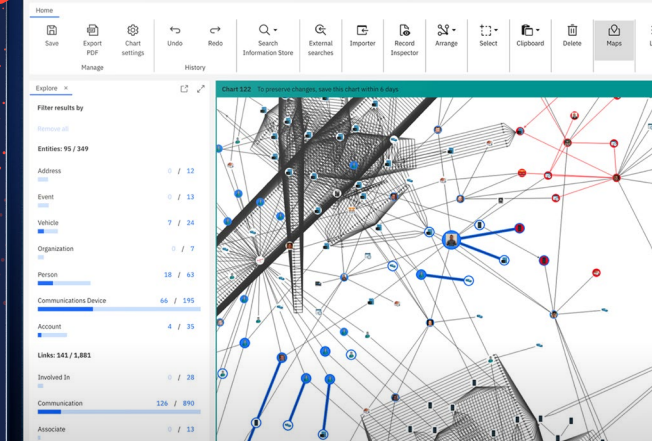 Home
Save
Export PDF
Chart settings
Undo
Redo
Search Information Store
External searches
Importer
Record Inspector
Arrange
Select
Clipboard
Delete
Maps
Manage
History
Explore ×
Chart 122 To preserve changes, save this chart within 6 days
Filter results by
Remove all
Entities: 95 / 349
Address 0 / 12
Event 0 / 13
Vehicle 7 / 24
Organization 0 / 7
Person 18 / 63
Communications Device 66 / 195
Account 4 / 35
Links: 141 / 1,881
Involved In 0 / 28
Communication 126 / 890
Associate 0 / 13